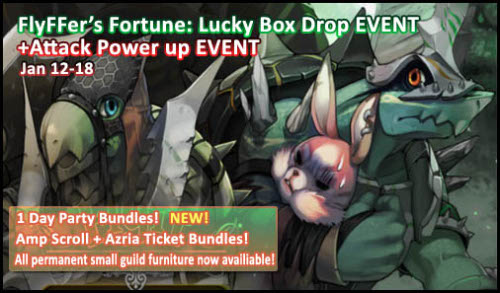 FlyFFer's Fortune: Lucky Box Drop EVENT
+Attack Power up EVENT
Jan 12-18
1 Day Party Bundles! NEW!
Amp Scroll + Azria Ticket Bundles!
All permanent small guild furniture now availiable!